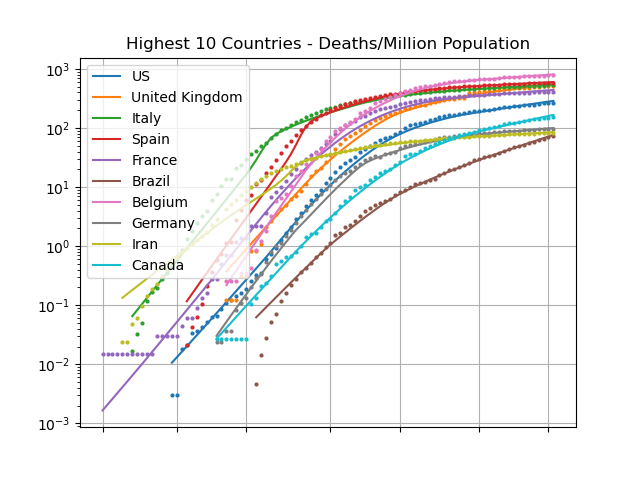 Highest 10 Countries - Deaths/Million Population
10³
10²
10¹
10⁰
10⁻¹
10⁻²
10⁻³
US
United Kingdom
Italy
Spain
France
Brazil
Belgium
Germany
Iran
Canada